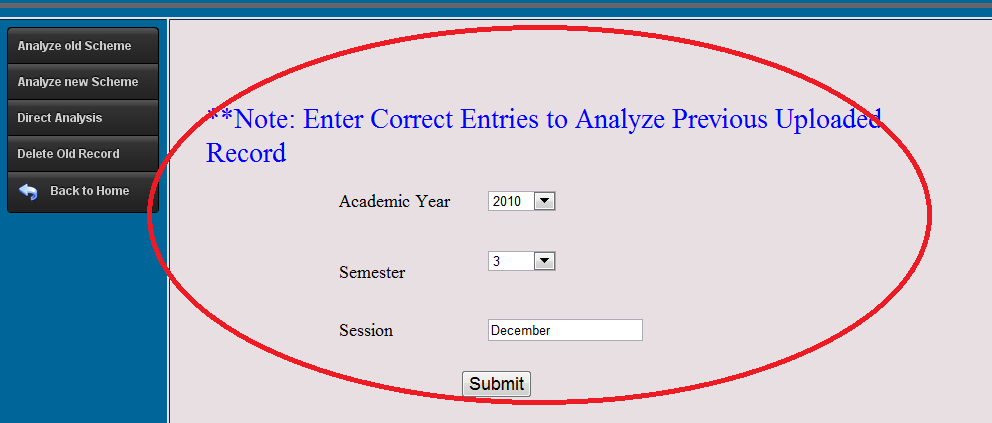 Analyze old Scheme
Analyze new Scheme
Direct Analysis
Delete Old Record
Back to Home
**Note: Enter Correct Entries to Analyze Previous Uploaded
Record
Academic Year 2010
Semester 3
Session December
Submit